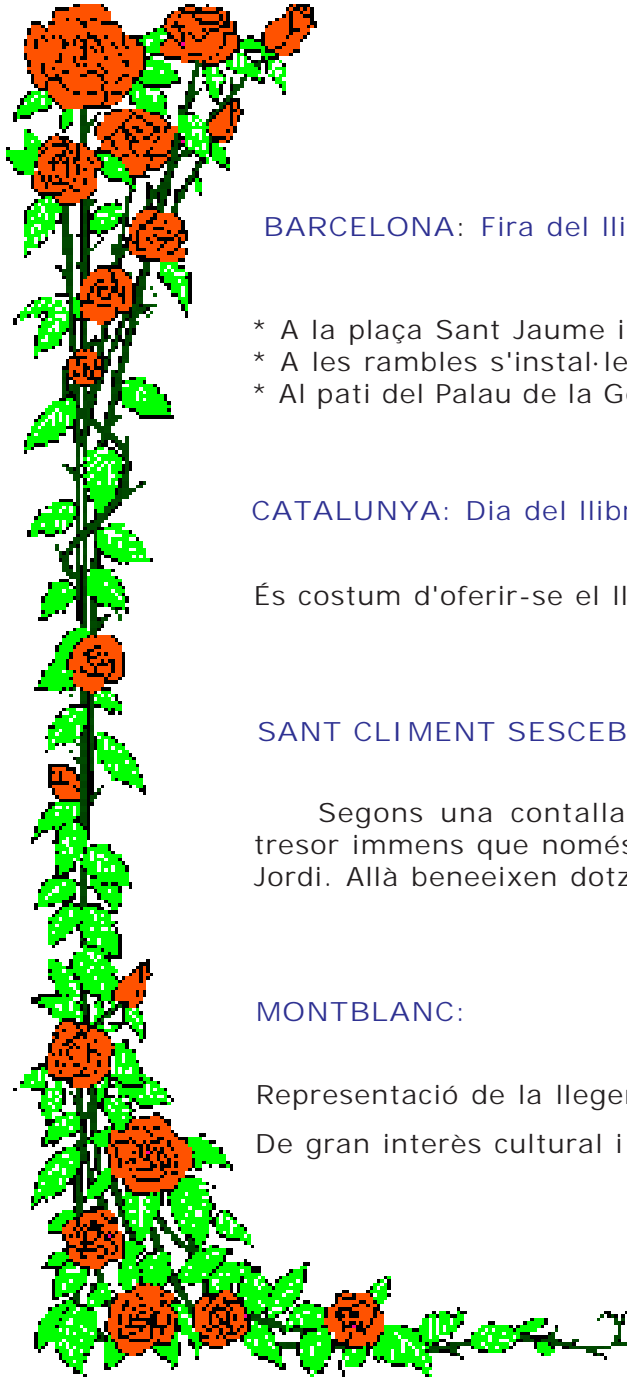 BARCELONA: Fira del lli
* A la plaça Sant Jaume i
* A les rambles s'instal·le
* Al pati del Palau de la G
CATALUNYA: Dia del llib
És costum d'oferir-se el ll
SANT CLIMENT SESCEB
Segons una contalla
tresor immens que només
Jordi. Allà beneeixen dotz
MONTBLANC:
Representació de la llege
De gran interès cultural i